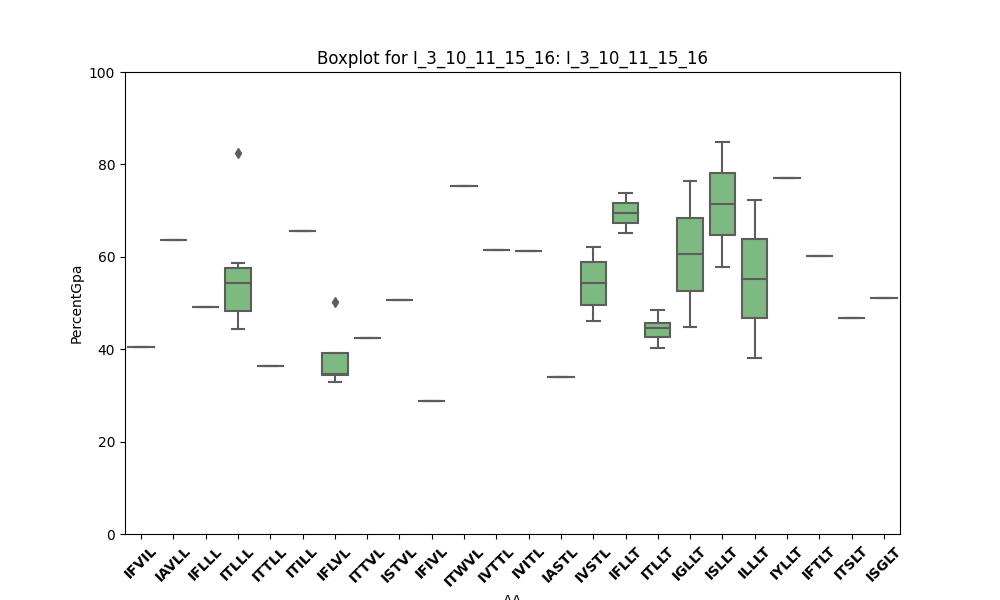 Boxplot for I_3_10_11_15_16: I_3_10_11_15_16
100
80
60
40
20
0
PercentGpa
IFVIL IAVLL IFLLL ITLLL ITTLL ITILL IFLVL ITTVL ISTVL IFIVL ITWVL IVTTL IVITL IASTL IVSTL IFLLT ITLLT IGLLT ISLLT ILLLT IYLLT IFTLT ITSLT ISGLT
AA